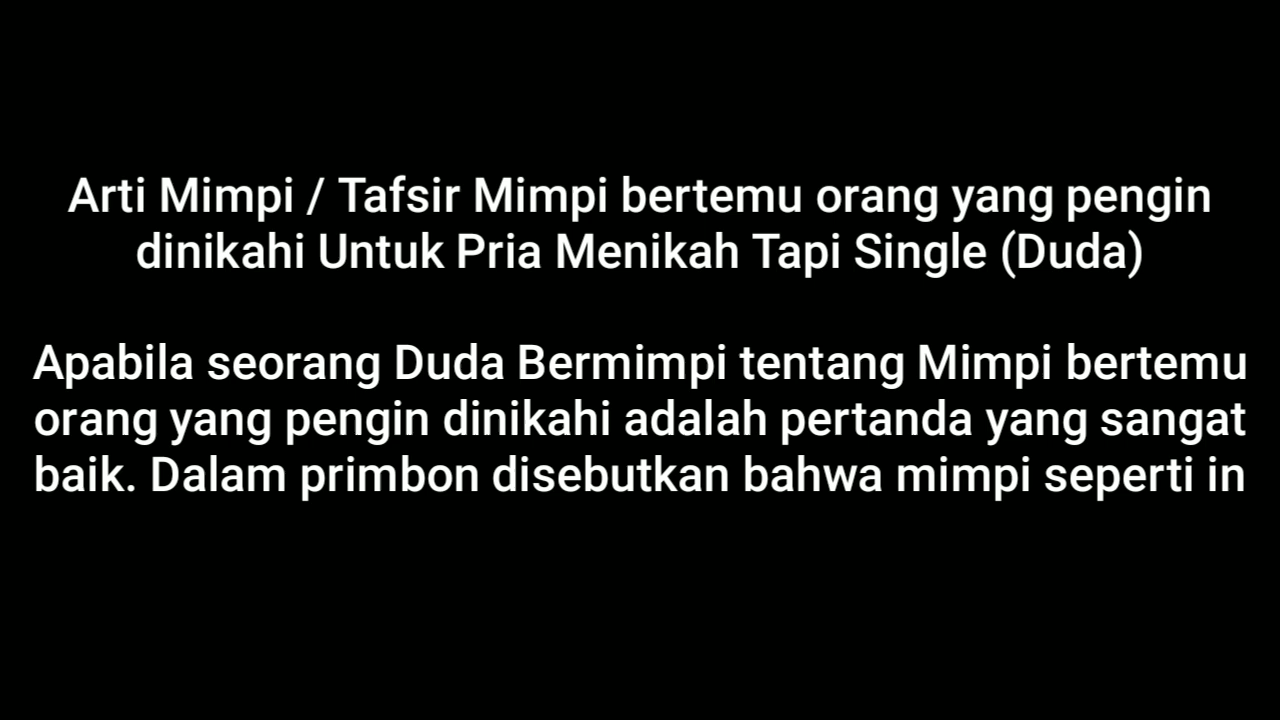 Arti Mimpi / Tafsir Mimpi bertemu orang yang pengin
dinikahi Untuk Pria Menikah Tapi Single (Duda)
Apabila seorang Duda Bermimpi tentang Mimpi bertemu
orang yang pengin dinikahi adalah pertanda yang sangat
baik. Dalam primbon disebutkan bahwa mimpi seperti in